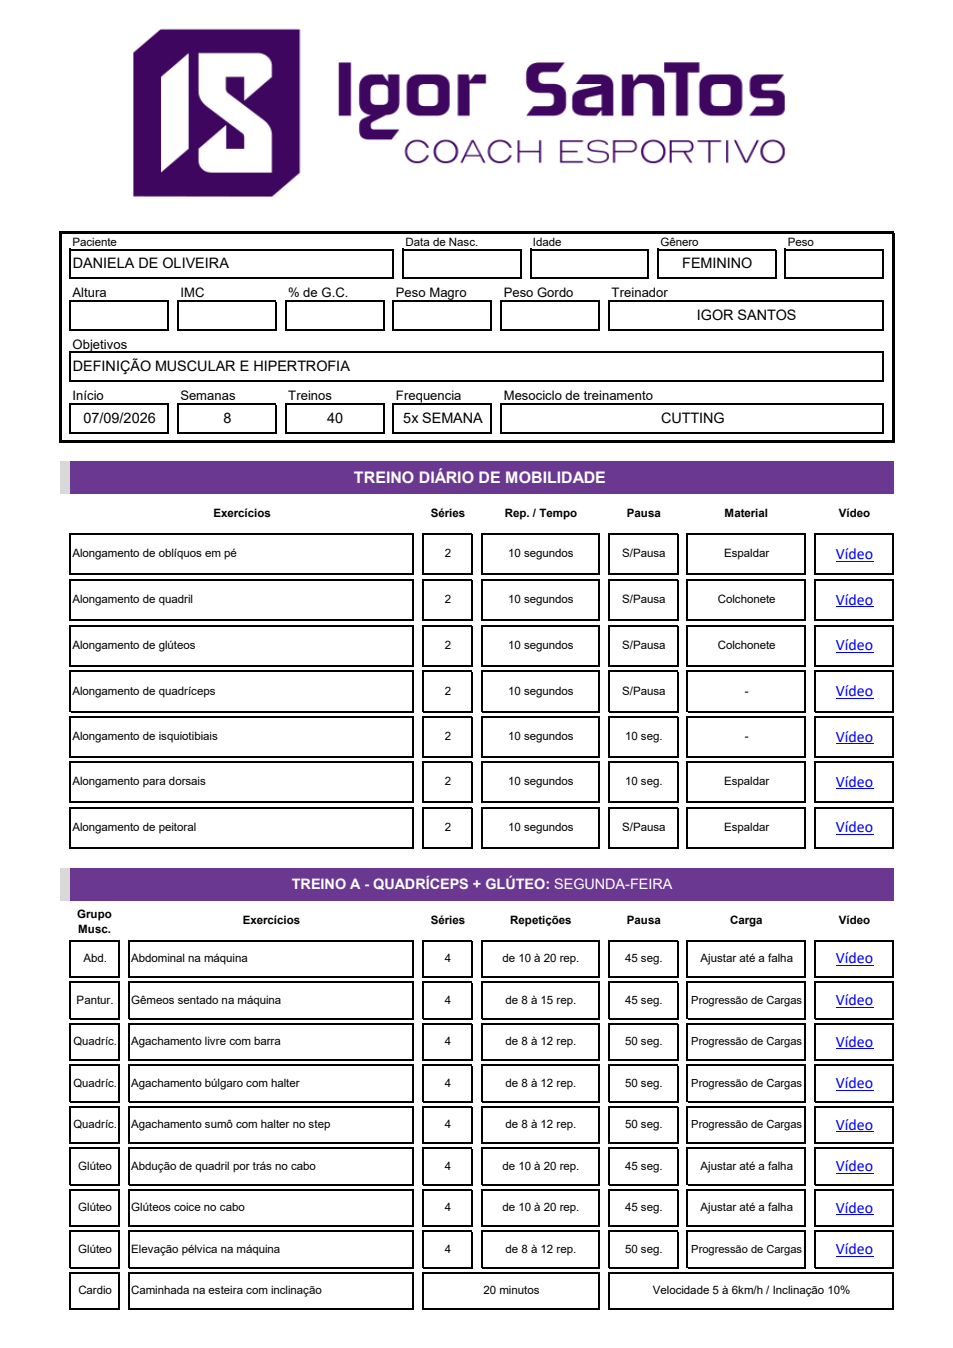 Igor SanTos
COACH ESPORTIVO
Paciente Data de Nasc. Idade Gênero Peso
DANIELA DE OLIVEIRA FEMININO
Altura IMC % de G.C. Peso Magro Peso Gordo Treinador
IGOR SANTOS
Objetivos
DEFINIÇÃO MUSCULAR E HIPERTROFIA
Início Semanas Treinos Frequencia Mesociclo de treinamento
07/09/2026 8 40 5x SEMANA CUTTING
TREINO DIÁRIO DE MOBILIDADE
Exercícios Séries Rep. / Tempo Pausa Material Vídeo
Alongamento de oblíquos em pé 2 10 segundos S/Pausa Espaldar Vídeo
Alongamento de quadril 2 10 segundos S/Pausa Colchonete Vídeo
Alongamento de glúteos 2 10 segundos S/Pausa Colchonete Vídeo
Alongamento de quadríceps 2 10 segundos S/Pausa - Vídeo
Alongamento de isquiotibiais 2 10 segundos 10 seg. - Vídeo
Alongamento para dorsais 2 10 segundos 10 seg. Espaldar Vídeo
Alongamento de peitoral 2 10 segundos S/Pausa Espaldar Vídeo
TREINO A - QUADRÍCEPS + GLÚTEO: SEGUNDA-FEIRA
Grupo
Musc. Exercícios Séries Repetições Pausa Carga Vídeo
Abd. Abdominal na máquina 4 de 10 à 20 rep. 45 seg. Ajustar até a falha Vídeo
Pantur. Gêmeos sentado na máquina 4 de 8 à 15 rep. 45 seg. Progressão de Cargas Vídeo
Quadríc. Agachamento livre com barra 4 de 8 à 12 rep. 50 seg. Progressão de Cargas Vídeo
Quadríc. Agachamento búlgaro com halter 4 de 8 à 12 rep. 50 seg. Progressão de Cargas Vídeo
Quadríc. Agachamento sumô com halter no step 4 de 8 à 12 rep. 50 seg. Progressão de Cargas Vídeo
Glúteo Abdução de quadril por trás no cabo 4 de 10 à 20 rep. 45 seg. Ajustar até a falha Vídeo
Glúteo Glúteos coice no cabo 4 de 10 à 20 rep. 45 seg. Ajustar até a falha Vídeo
Glúteo Elevação pélvica na máquina 4 de 8 à 12 rep. 50 seg. Progressão de Cargas Vídeo
Cardio Caminhada na esteira com inclinação 20 minutos Velocidade 5 à 6km/h / Inclinação 10%